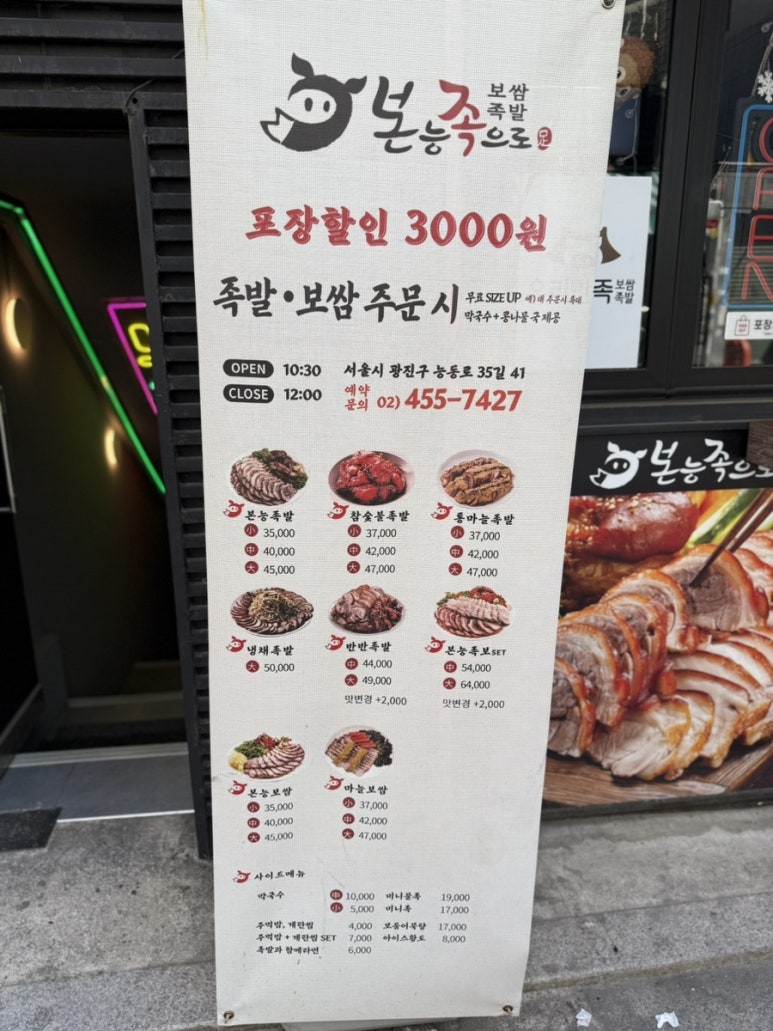 본능족으로 보쌈 족발
포장할인 3000원
족발•보쌈 주문 시
무료 SIZE UP 예) 대 주문시 특대
막국수+콩나물국 제공
OPEN 10:30
CLOSE 12:00
서울시 광진구 능동로 35길 41
예약 문의 02) 455-7427
본능족발
小 35,000
中 40,000
大 45,000
참숯불족발
小 37,000
中 42,000
大 47,000
통마늘족발
小 37,000
中 42,000
大 47,000
냉채족발
大 50,000
반반족발
中 44,000
大 49,000
맛변경 +2,000
본능족보SET
中 54,000
大 64,000
맛변경 +2,000
본능보쌈
小 35,000
中 40,000
大 45,000
마늘보쌈
小 37,000
中 42,000
大 47,000
사이드메뉴
막국수 中 10,000
小 5,000
주먹밥, 계란찜 4,000
주먹밥 + 계란찜 SET 7,000
족발과 함께라면 6,000
미니불족 19,000
미니족 17,000
모둠어묵탕 17,000
아이스황도 8,000
족 보쌈 족발
OPEN
포장
본능족으로